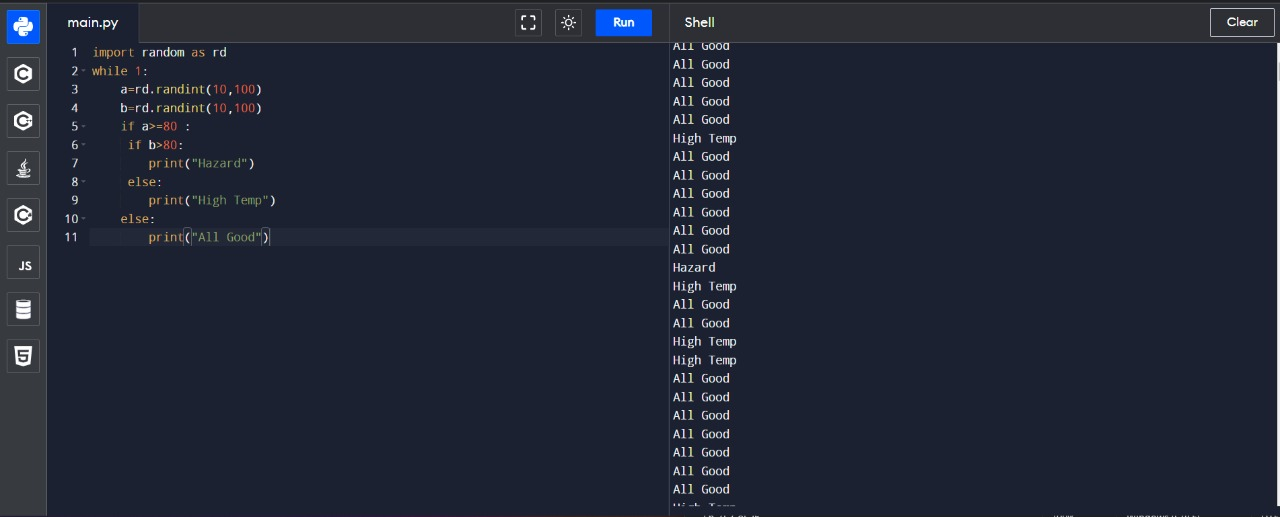 main.py
Run
1 import random as rd
2 while 1:
3     a=rd.randint(10,100)
4     b=rd.randint(10,100)
5     if a>=80 :
6      if b>80:
7         print("Hazard")
8      else:
9         print("High Temp")
10     else:
11         print("All Good")
JS
5
Shell
Clear
All Good
All Good
All Good
All Good
All Good
High Temp
All Good
All Good
All Good
All Good
All Good
All Good
Hazard
High Temp
All Good
All Good
High Temp
High Temp
All Good
All Good
All Good
All Good
All Good
All Good
All Good
High Temp